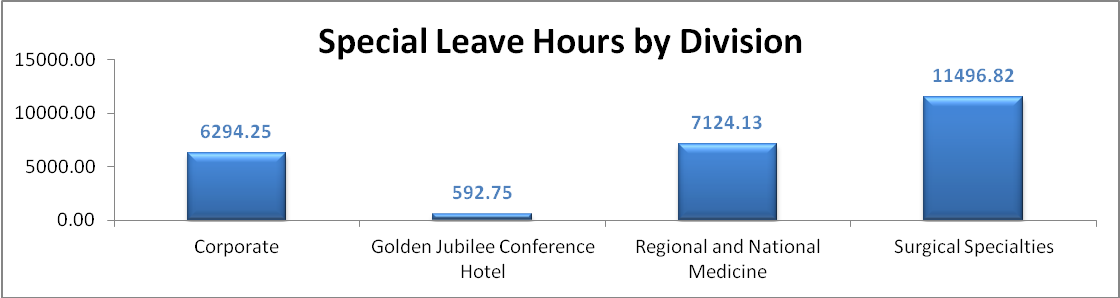 Special Leave Hours by Division
15000.00
10000.00
5000.00
0.00
6294.25
592.75
7124.13
11496.82
Corporate
Golden Jubilee Conference
Hotel
Regional and National
Medicine
Surgical Specialties